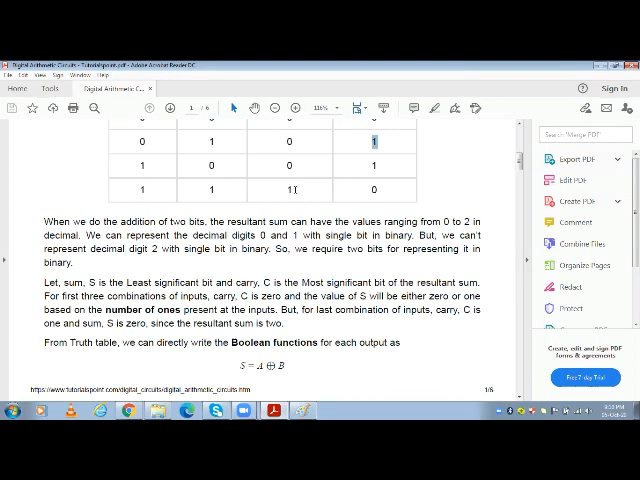 Digital Arithmetic Circuits - Tutorialspoint.pdf - Adobe Acrobat Reader DC
File Edit View Sign Window Help
Home Tools Digital Arithmetic C... × Sign In
1 / 6 116%
0 1 0 1
1 0 0 1
1 1 1 0
When we do the addition of two bits, the resultant sum can have the values ranging from 0 to 2 in
decimal. We can represent the decimal digits 0 and 1 with single bit in binary. But, we can't
represent decimal digit 2 with single bit in binary. So, we require two bits for representing it in
binary.
Let, sum, S is the Least significant bit and carry, C is the Most significant bit of the resultant sum.
For first three combinations of inputs, carry, C is zero and the value of S will be either zero or one
based on the number of ones present at the inputs. But, for last combination of inputs, carry, C is
one and sum, S is zero, since the resultant sum is two.
From Truth table, we can directly write the Boolean functions for each output as
S = A ⊕ B
https://www.tutorialspoint.com/digital_circuits/digital_arithmetic_circuits.htm 1/6
Search 'Merge PDF'
Export PDF
Edit PDF
Create PDF
Comment
Combine Files
Organize Pages
Redact
Protect
Create, edit and sign PDF
forms & agreements
Free 7-day Trial